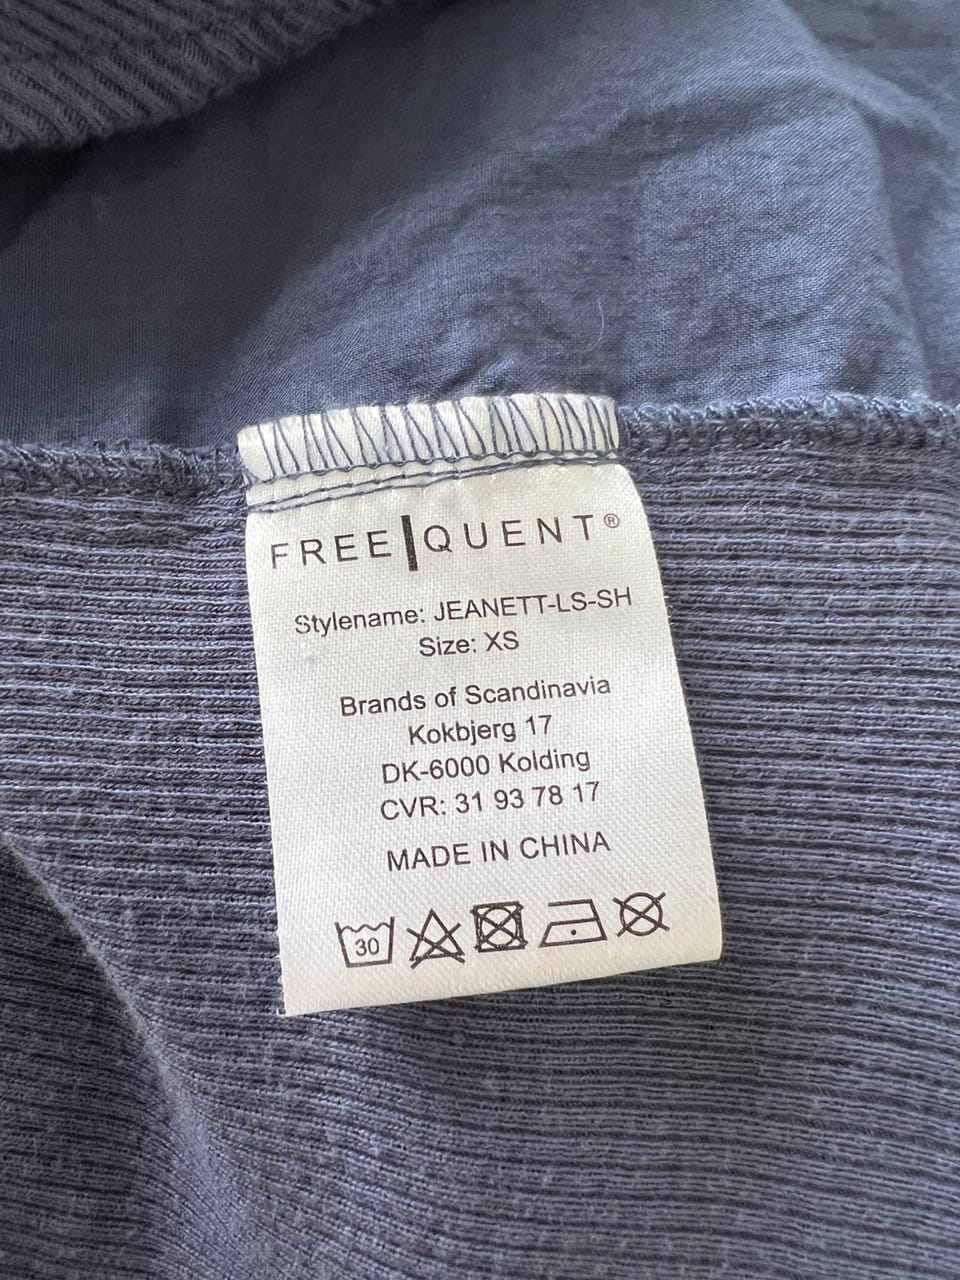 FREE|QUENT®
Stylename: JEANETT-LS-SH
Size: XS
Brands of Scandinavia
Kokbjerg 17
DK-6000 Kolding
CVR: 31 93 78 17
MADE IN CHINA
30